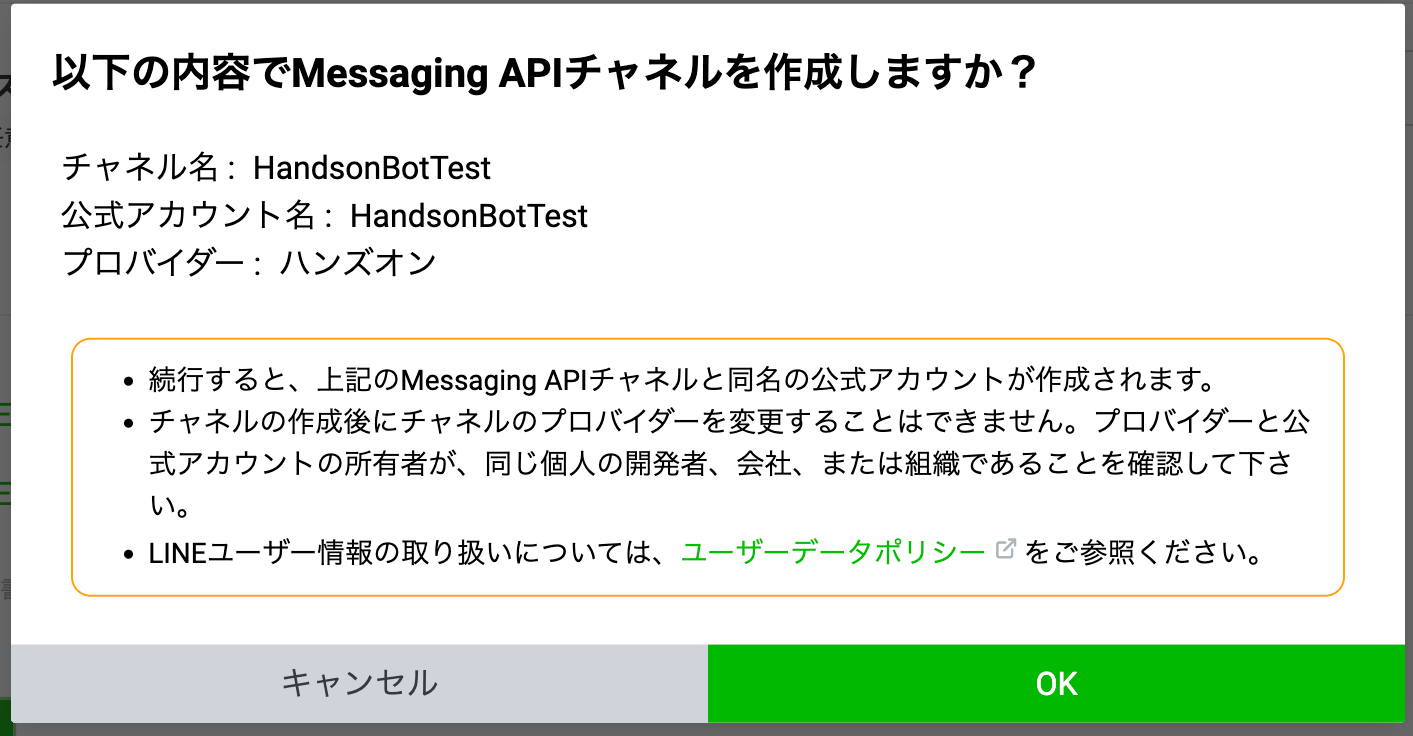 以下の内容でMessaging APIチャネルを作成しますか？
チャネル名： HandsonBotTest
公式アカウント名： HandsonBotTest
プロバイダー： ハンズオン
• 続行すると、上記のMessaging APIチャネルと同名の公式アカウントが作成されます。
• チャネルの作成後にチャネルのプロバイダーを変更することはできません。プロバイダーと公
式アカウントの所有者が、同じ個人の開発者、会社、または組織であることを確認して下さ
い。
• LINEユーザー情報の取り扱いについては、ユーザーデータポリシー をご参照ください。
キャンセル
OK